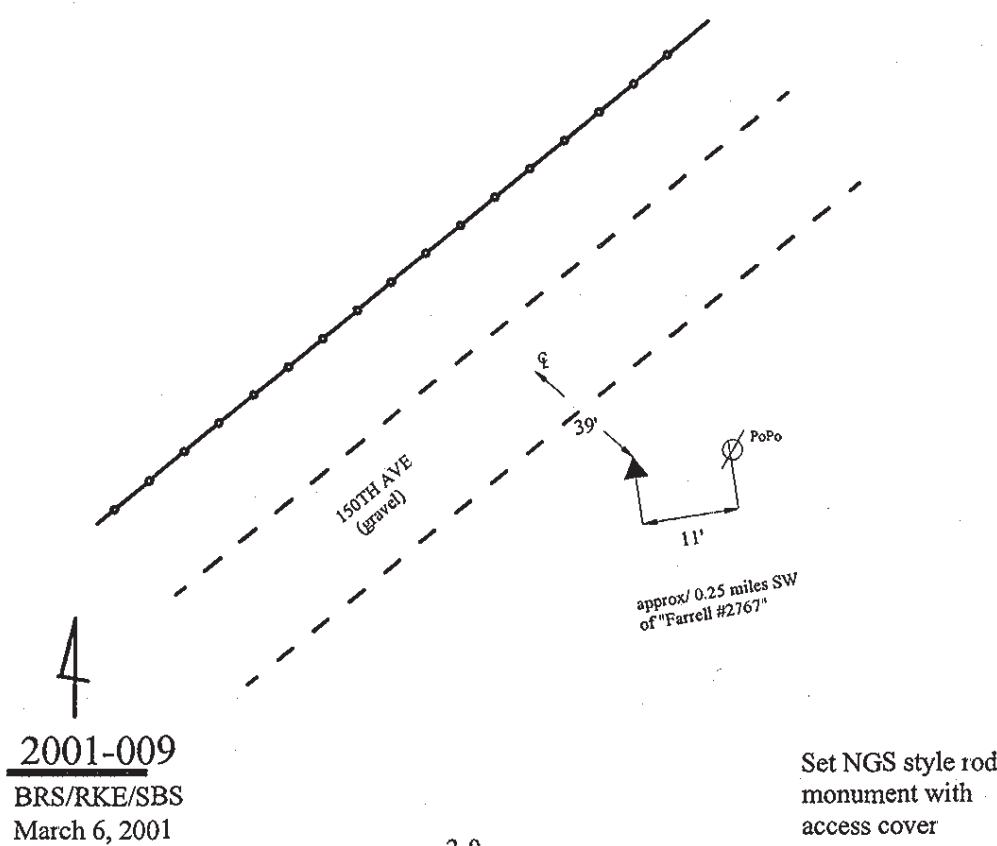 ℄
39'
PoPo
11'
150TH AVE
(gravel)
approx/ 0.25 miles SW
of "Farrell #2767"
2001-009
BRS/RKE/SBS
March 6, 2001
Set NGS style rod
monument with
access cover